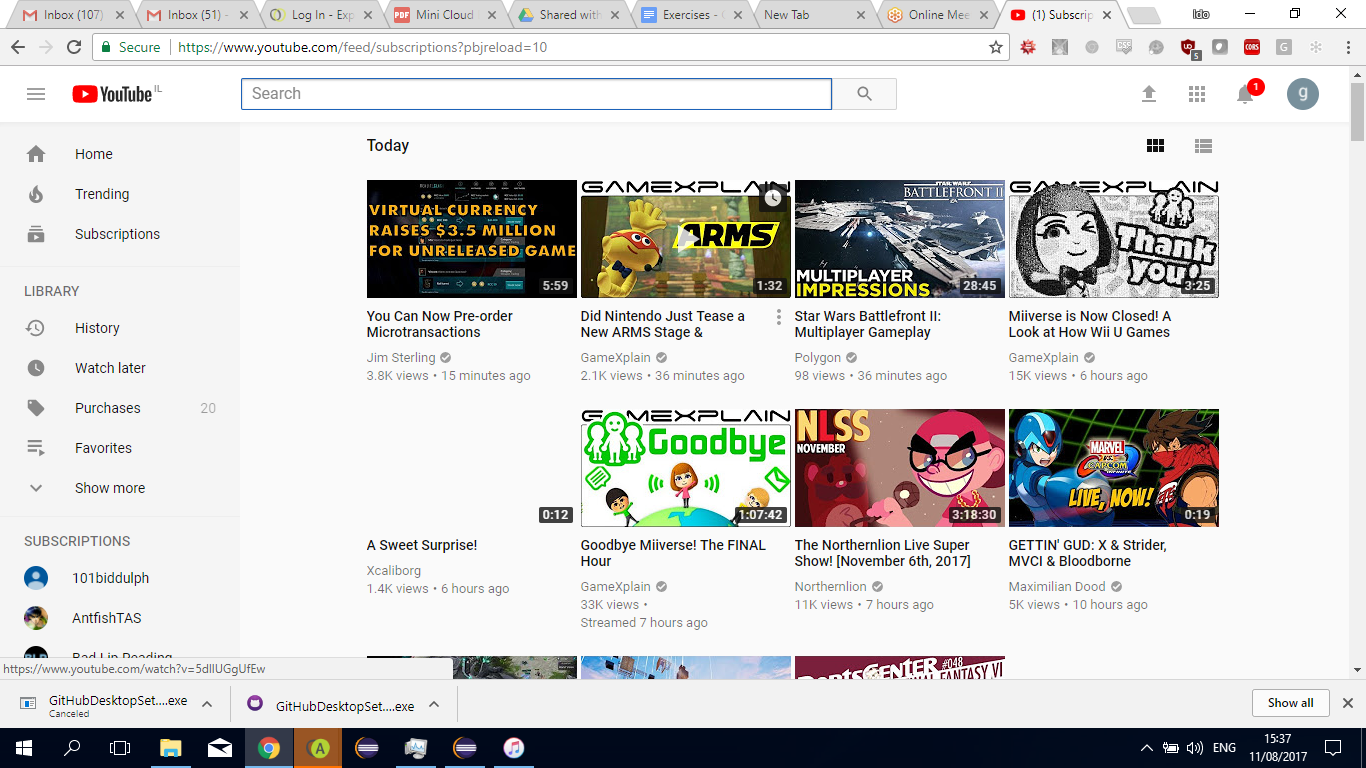 Inbox (107)
Inbox (51) -
Log In - Exp
PDF
Mini Cloud
Shared with
Exercises -
New Tab
Online Mee
(1) Subscrip
Ido
Secure
https://www.youtube.com/feed/subscriptions?pbjreload=10
CSE
5
CORS
G
YouTube IL
Search
1
g
Home
Trending
Subscriptions
LIBRARY
History
Watch later
Purchases 20
Favorites
Show more
SUBSCRIPTIONS
101biddulph
AntfishTAS
Bad Lip Reading
Today
VIRTUAL CURRENCY
RAISES $3.5 MILLION
FOR UNRELEASED GAME
5:59
You Can Now Pre-order
Microtransactions
Jim Sterling
3.8K views • 15 minutes ago
GAMEXPLAIN
ARMS
1:32
Did Nintendo Just Tease a
New ARMS Stage &
GameXplain
2.1K views • 36 minutes ago
STAR WARS
BATTLEFRONT II
EA
MULTIPLAYER
IMPRESSIONS
28:45
Star Wars Battlefront II:
Multiplayer Gameplay
Polygon
98 views • 36 minutes ago
GAMEXPLAIN
Thank
you!
3:25
Miiverse is Now Closed! A
Look at How Wii U Games
GameXplain
15K views • 6 hours ago
0:12
A Sweet Surprise!
Xcaliborg
1.4K views • 6 hours ago
GAMEXPLAIN
Goodbye
1:07:42
Goodbye Miiverse! The FINAL
Hour
GameXplain
33K views •
Streamed 7 hours ago
NLSS
NOVEMBER
3:18:30
The Northernlion Live Super
Show! [November 6th, 2017]
Northernlion
11K views • 7 hours ago
MARVEL
VS
CAPCOM
INFINITE
LIVE, NOW!
0:19
GETTIN' GUD: X & Strider,
MVCI & Bloodborne
Maximilian Dood
5K views • 10 hours ago
#048
FANTASY VI
https://www.youtube.com/watch?v=5dlIUGgUfEw
GitHubDesktopSet....exe
Canceled
GitHubDesktopSet....exe
Show all
A
ENG
15:37
11/08/2017